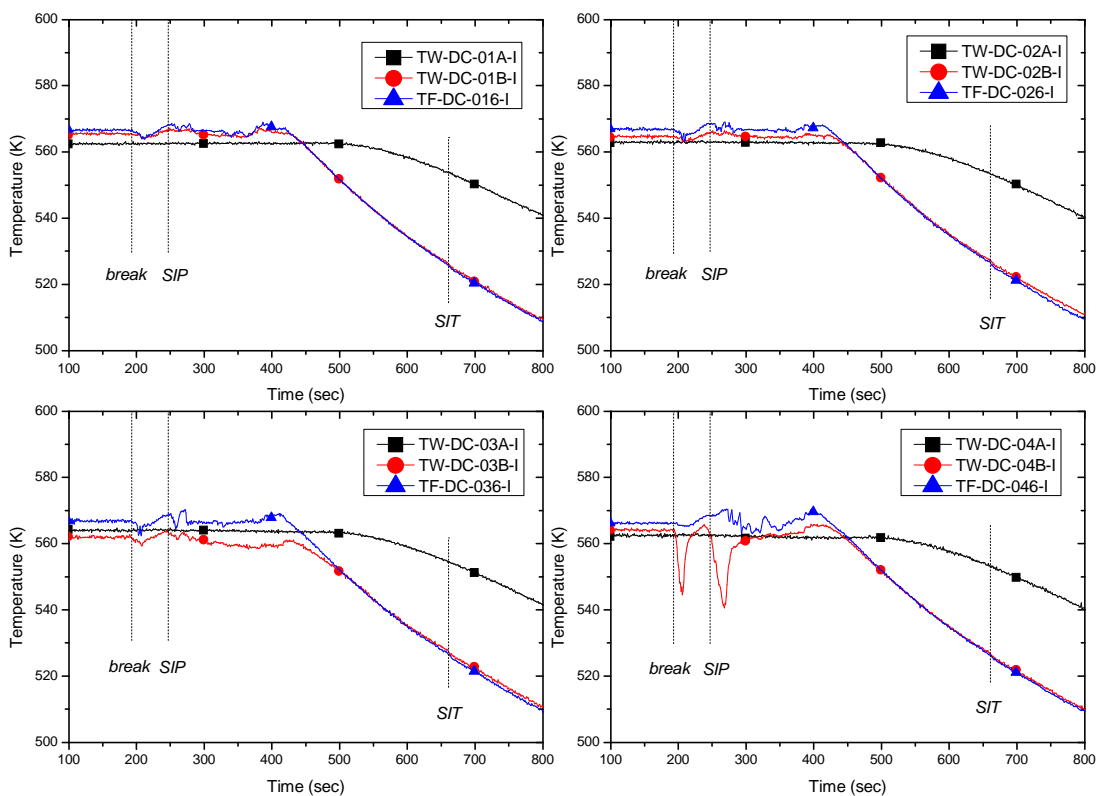 600
580
560
540
520
500
Temperature (K)
TW-DC-01A-I
TW-DC-01B-I
TF-DC-016-I
break
SIP
SIT
100 200 300 400 500 600 700 800
Time (sec)
600
580
560
540
520
500
Temperature (K)
TW-DC-02A-I
TW-DC-02B-I
TF-DC-026-I
break
SIP
SIT
100 200 300 400 500 600 700 800
Time (sec)
600
580
560
540
520
500
Temperature (K)
TW-DC-03A-I
TW-DC-03B-I
TF-DC-036-I
break
SIP
SIT
100 200 300 400 500 600 700 800
Time (sec)
600
580
560
540
520
500
Temperature (K)
TW-DC-04A-I
TW-DC-04B-I
TF-DC-046-I
break
SIP
SIT
100 200 300 400 500 600 700 800
Time (sec)